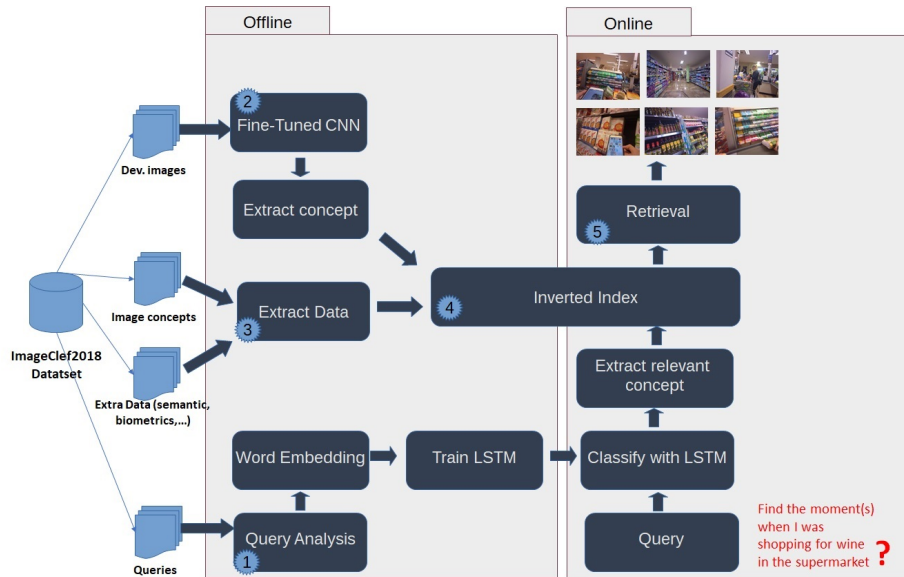 Offline
Online
2
Fine-Tuned CNN
Dev. images
Extract concept
Retrieval
5
Image concepts
Extract Data
3
4
Inverted Index
ImageClef2018
Datatset
Extra Data (semantic,
biometrics,...)
Extract relevant
concept
Word Embedding
Train LSTM
Classify with LSTM
Queries
Query Analysis
1
Query
Find the moment(s)
when I was
shopping for wine
in the supermarket ?